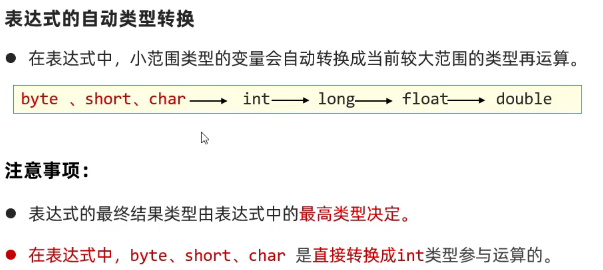 表达式的自动类型转换
● 在表达式中，小范围类型的变量会自动转换成当前较大范围的类型再运算。
byte 、short、char → int → long → float → double
注意事项：
● 表达式的最终结果类型由表达式中的最高类型决定。
● 在表达式中，byte、short、char 是直接转换成int类型参与运算的。